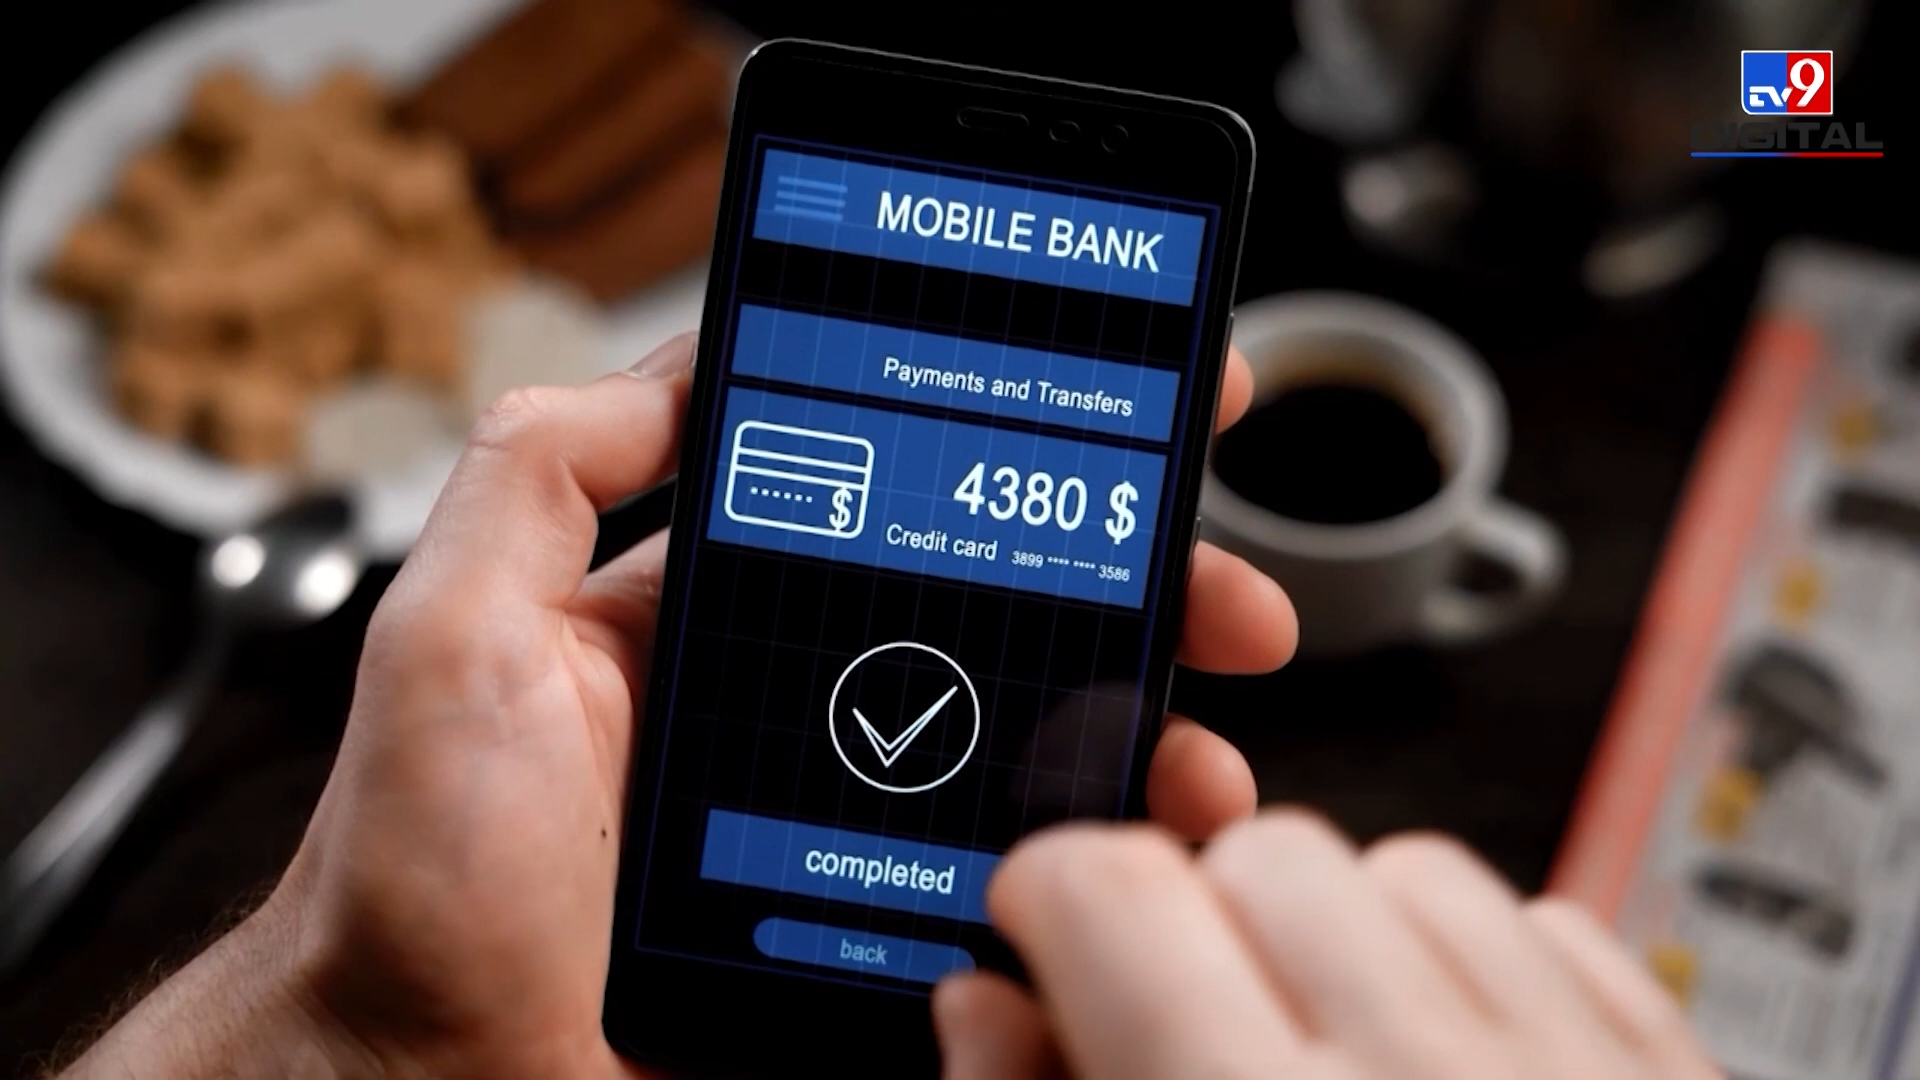 TV9
DIGITAL
MOBILE BANK
Payments and Transfers
4380 $
Credit card 3899 **** **** 3586
completed
back